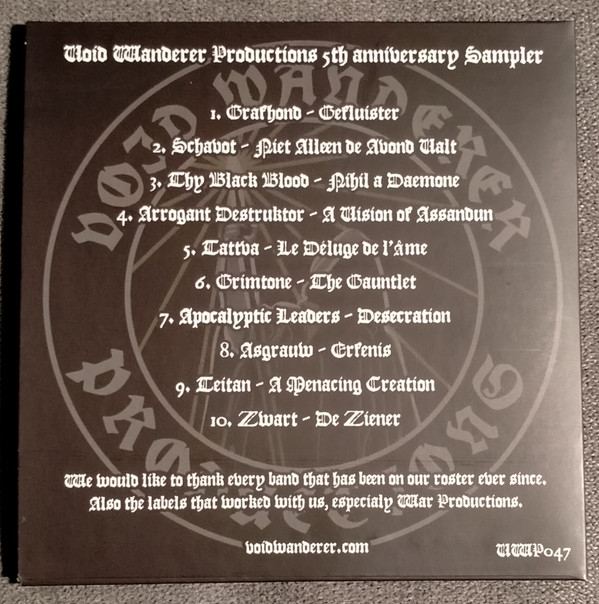 Void Wanderer Productions 5th anniversary Sampler
VOID WANDERER
1. Grafhond - Gefluister
2. Schavot - Niet Alleen de Avond Valt
3. Thy Black Blood - Nihil a Daemone
4. Arrogant Destruktor - A Vision of Assandun
5. Tattva - Le Déluge de l'âme
6. Grimtone - The Gauntlet
7. Apocalyptic Leaders - Desecration
8. Asgrauw - Erfenis
9. Teitan - A Menacing Creation
10. Zwart - De Ziener
PRODUCTIONS
We would like to thank every band that has been on our roster ever since.
Also the labels that worked with us, especialy War Productions.
voidwanderer.com
VWP047